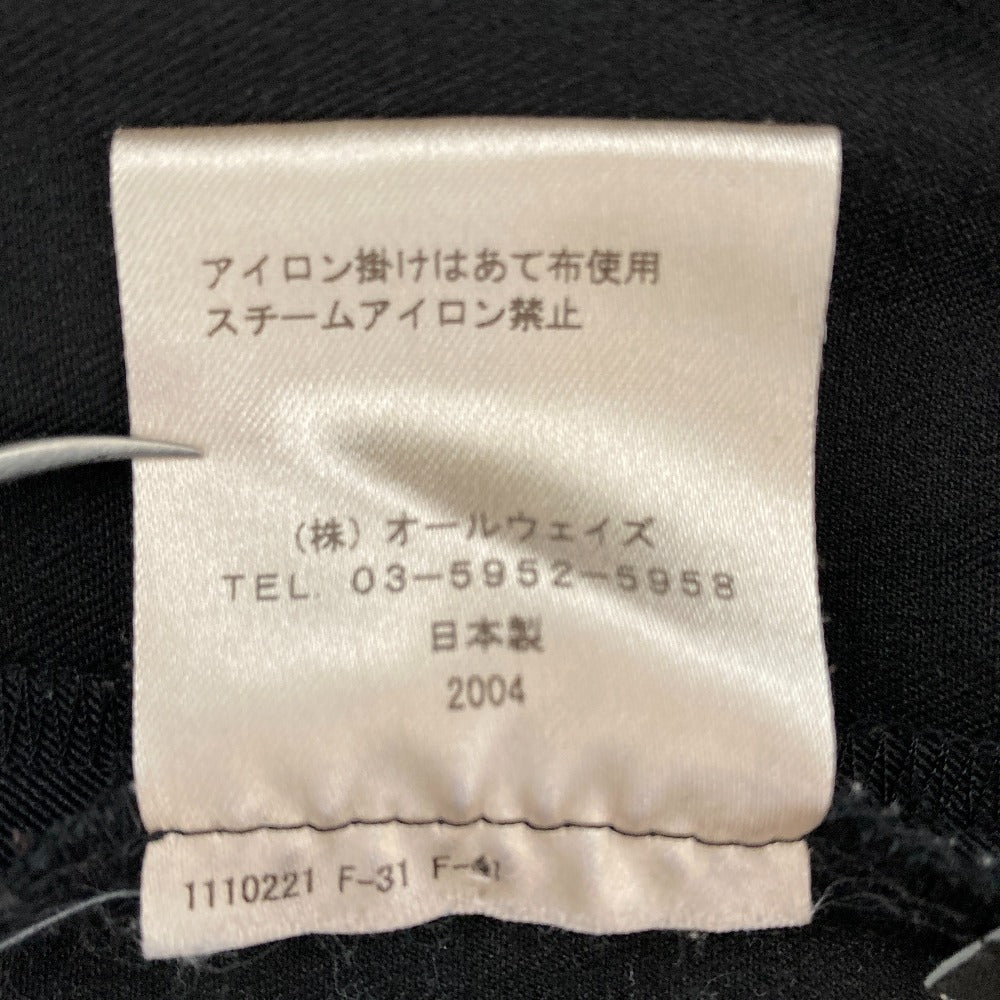 アイロン掛けはあて布使用
スチームアイロン禁止
(株) オールウェイズ
TEL. 03-5952-5958
日本製
2004
1110221 F-31